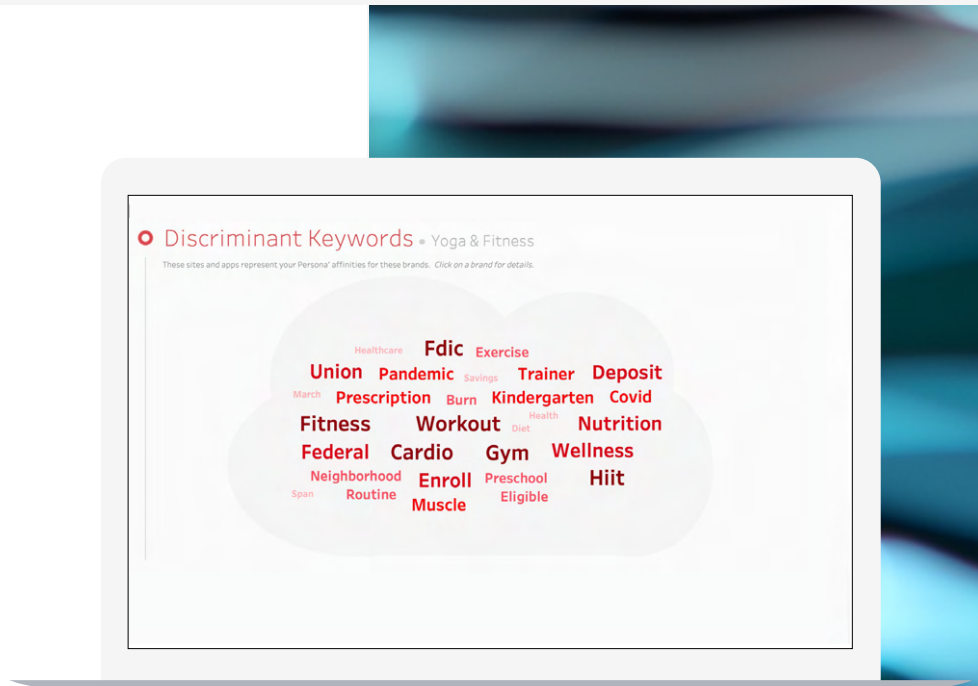 Discriminant Keywords • Yoga & Fitness
These sites and apps represent your Persona' affinities for these brands. Click on a brand for details.
Healthcare Fdic Exercise
Union Pandemic Savings Trainer Deposit
March Prescription Burn Kindergarten Covid
Fitness Workout Diet Health Nutrition
Federal Cardio Gym Wellness
Neighborhood Enroll Preschool Hiit
Span Routine Muscle Eligible